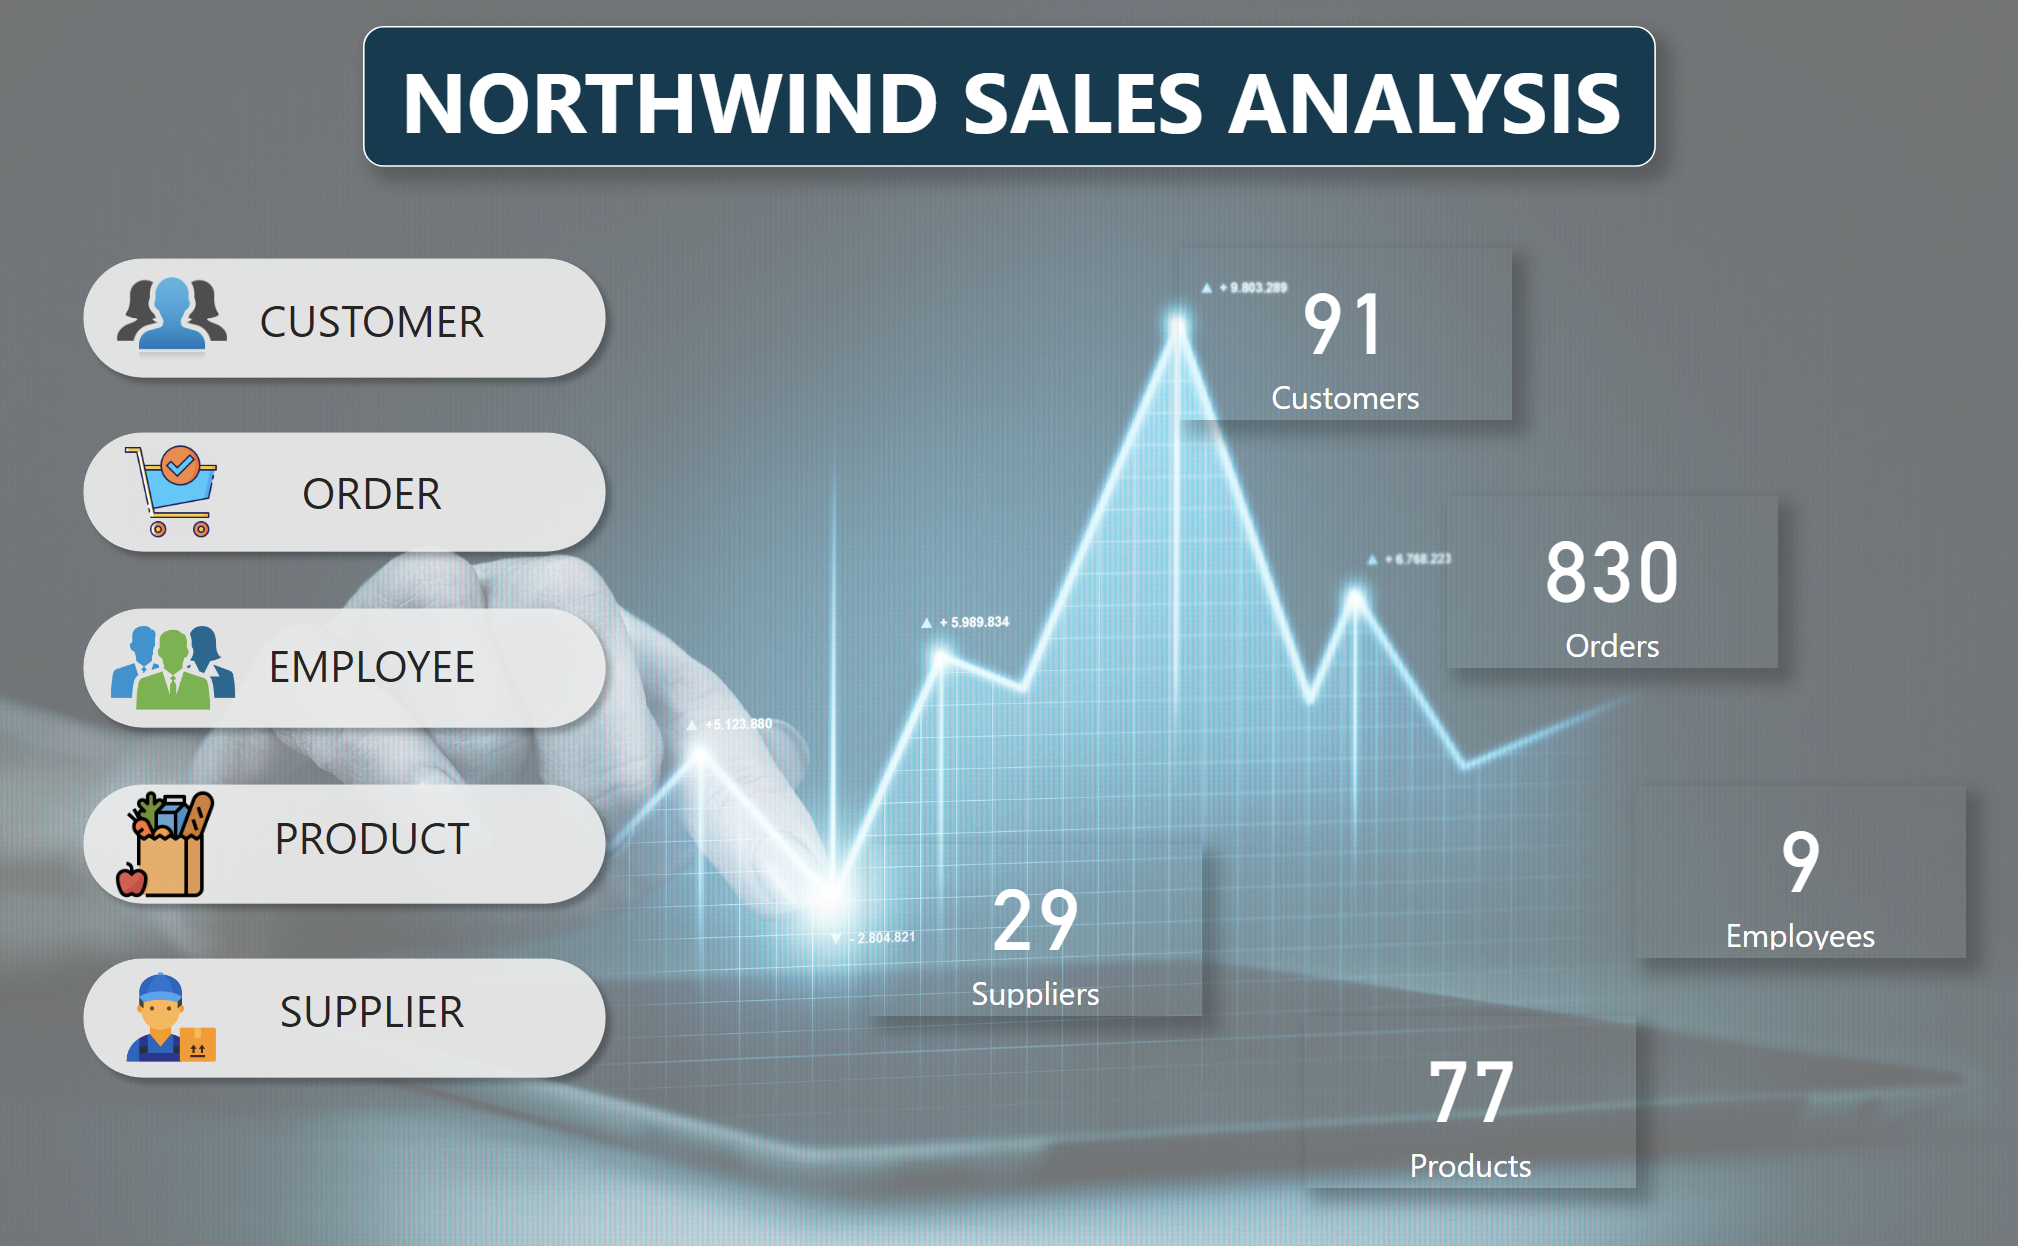 NORTHWIND SALES ANALYSIS
CUSTOMER
ORDER
EMPLOYEE
PRODUCT
SUPPLIER
▲ + 9.803.289
91
Customers
▲ + 6.768.223
830
Orders
▲ + 5.989.834
▲ +5.123.880
9
Employees
29
▼ - 2.804.821
Suppliers
77
Products